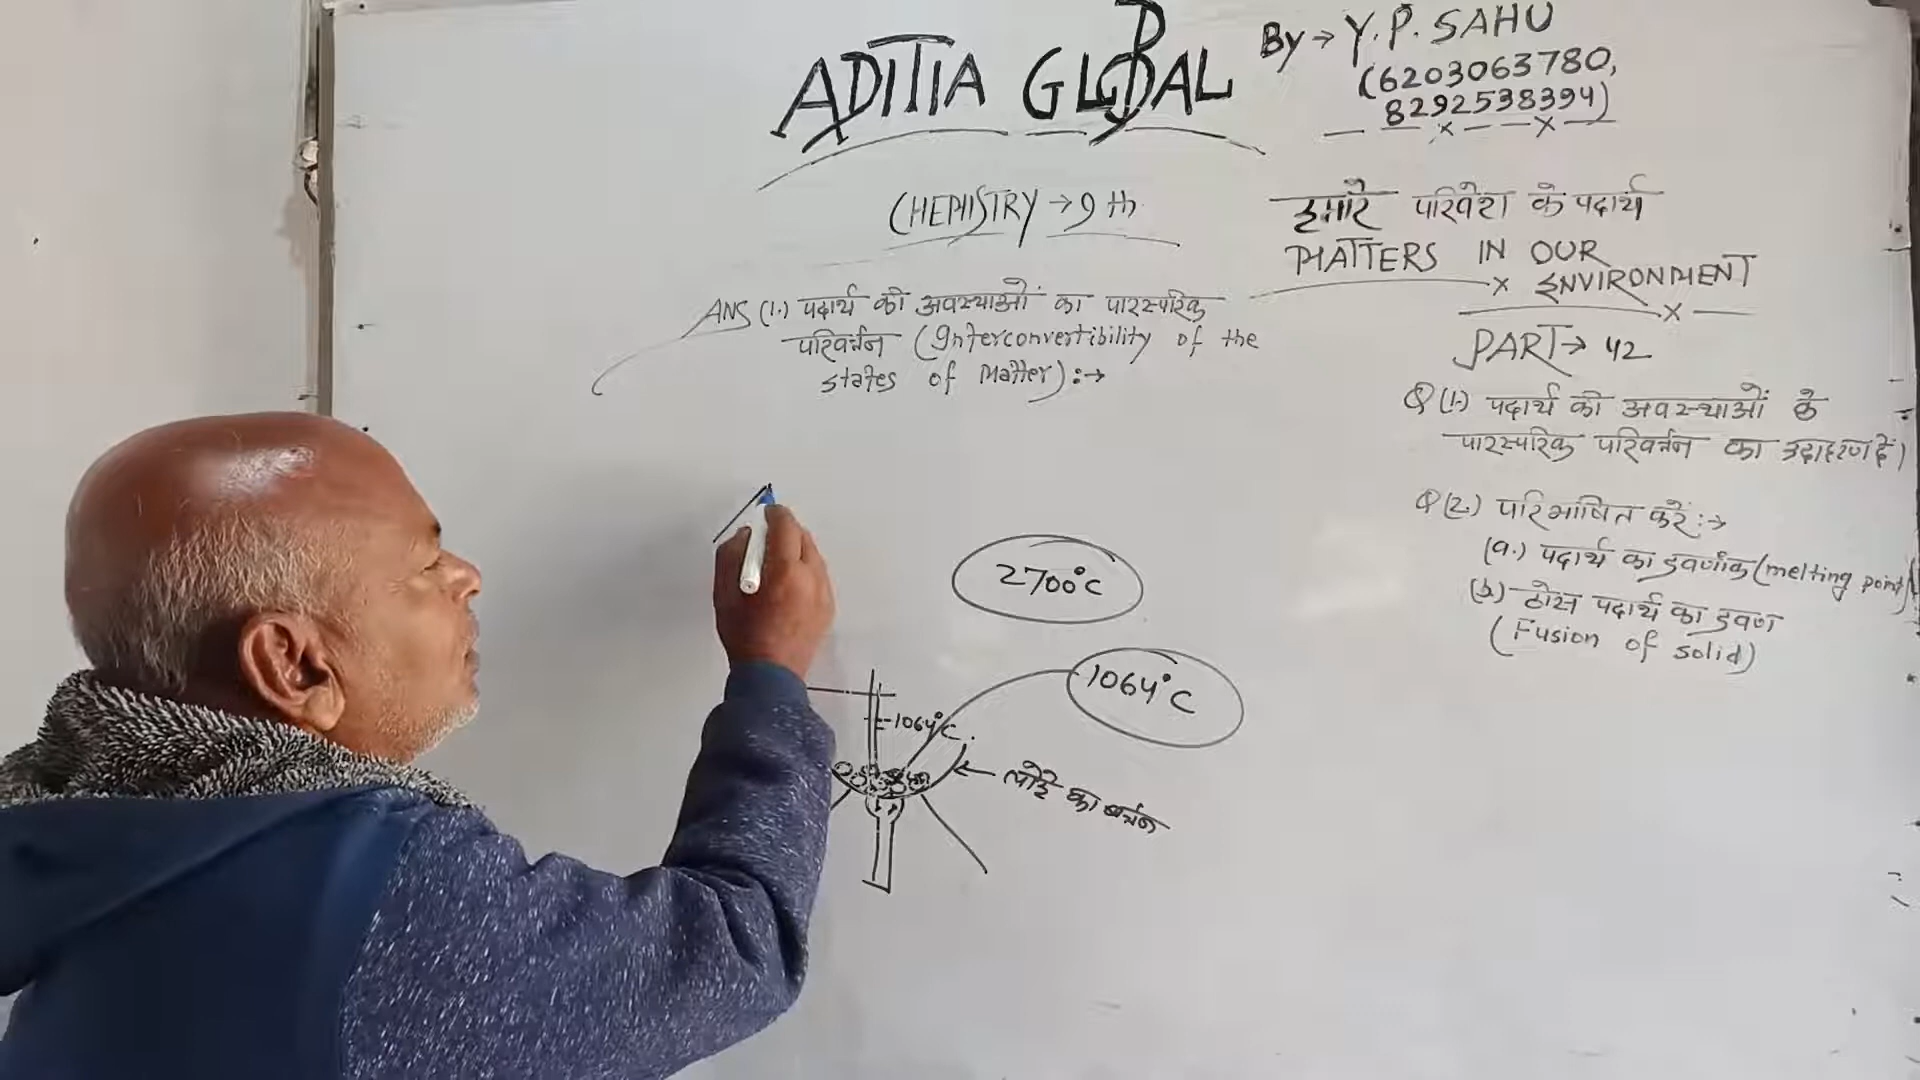 ADITIA GLOBAL
By → Y.P. SAHU
(6203063780,
8292538394)
CHEMISTRY → 9th
हमारे परिवेश के पदार्थ
MATTERS IN OUR
ENVIRONMENT
PART → 42
ANS (1.) पदार्थ की अवस्थाओं का पारस्परिक
परिवर्त्तन (Interconvertibility of the
states of Matter) :→
Q (1.) पदार्थ की अवस्थाओं के
पारस्परिक परिवर्त्तन का उदाहरण दें।
Q (2.) परिभाषित करें :→
(a.) पदार्थ का द्रवणांक (melting point)
(b.) ठोस पदार्थ का द्रवण
(Fusion of solid)
2700°C
1064°C
1064°C
लोहे का बर्त्तन